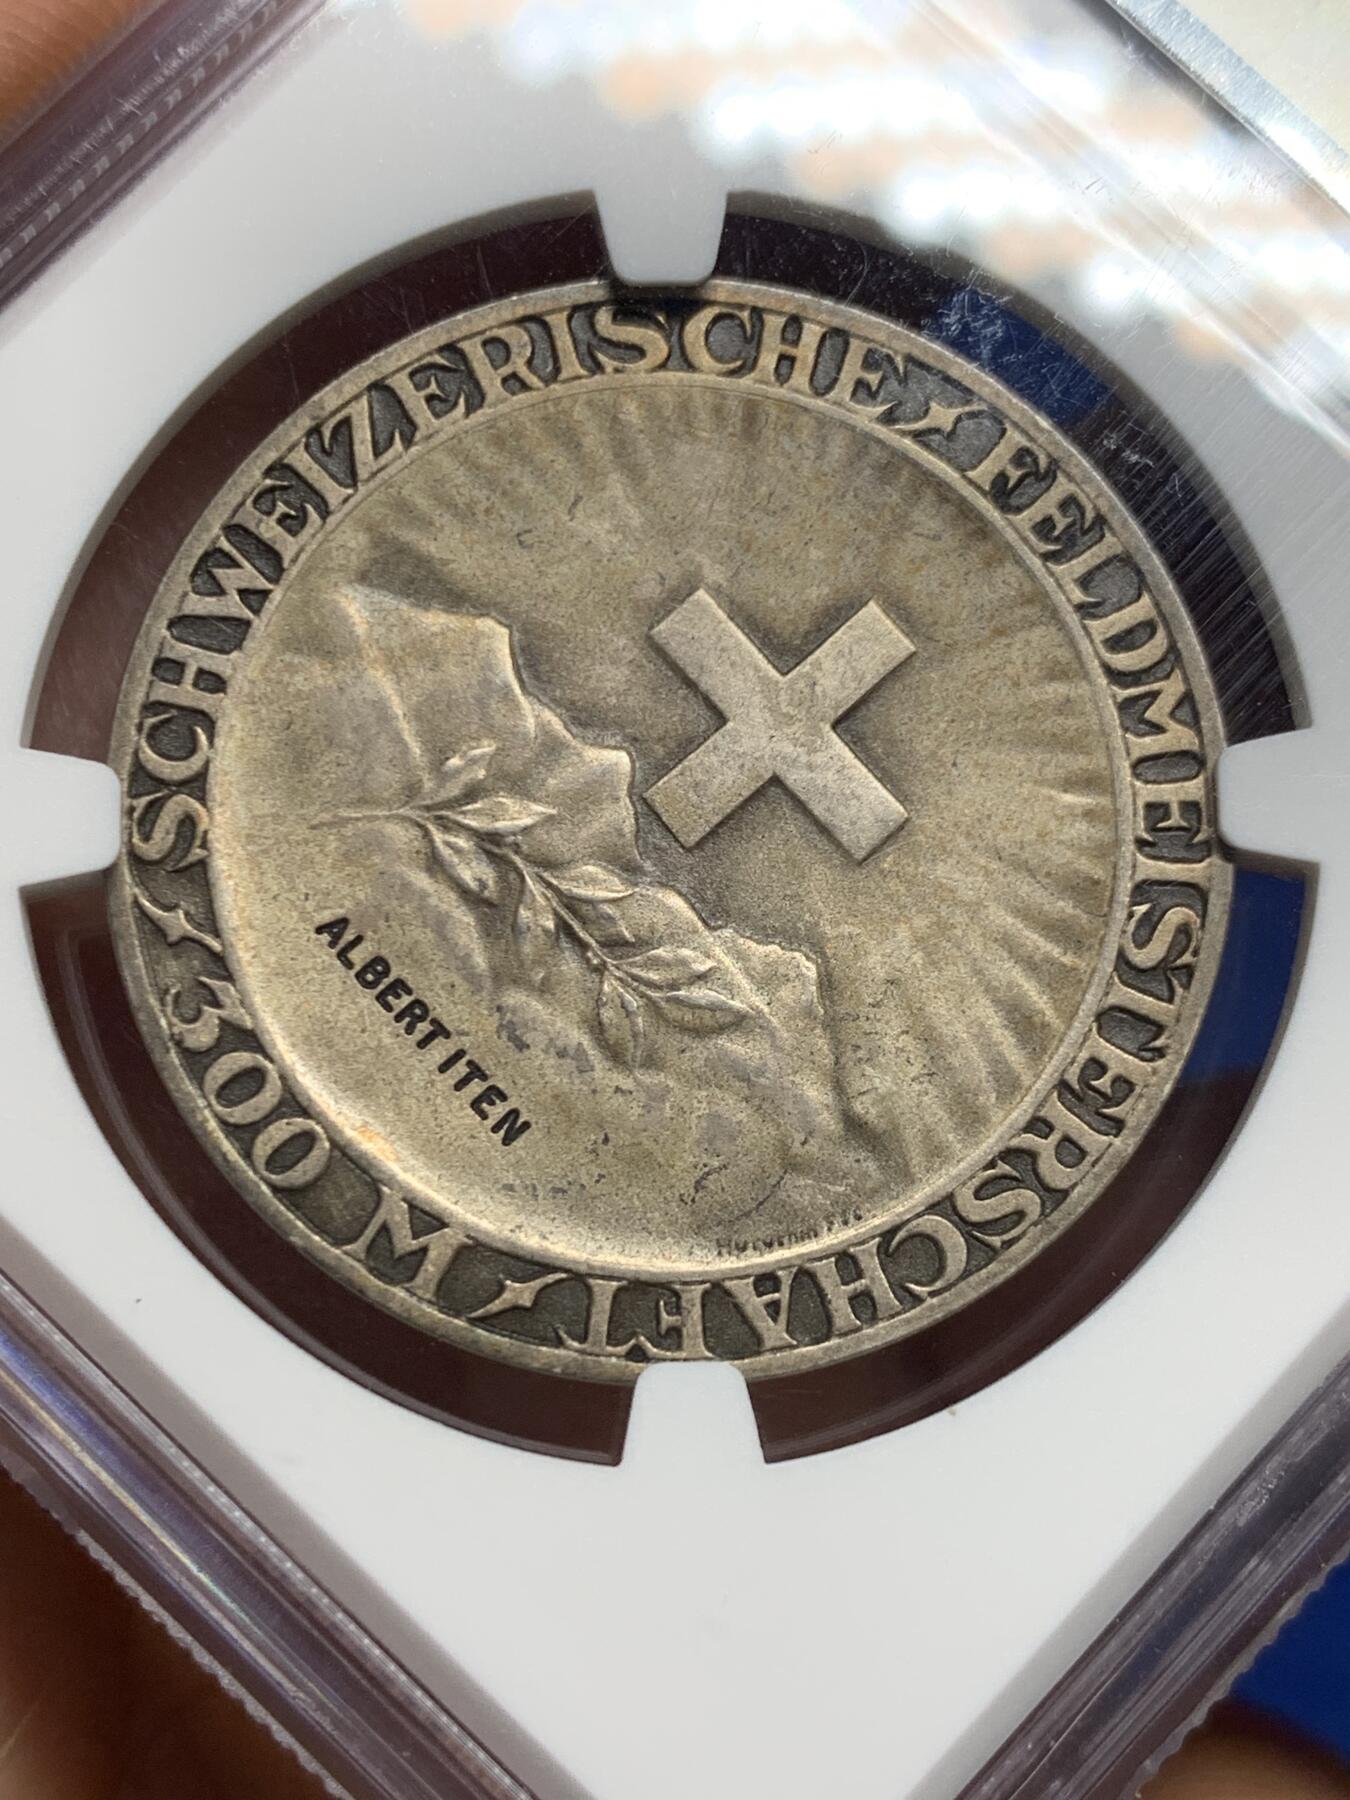 SCHWEIZERISCHE FELDMEISTERSCHAFT 300 M
ALBERT ITEN